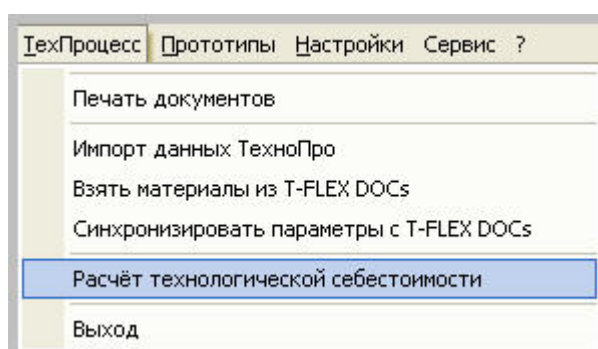 ТехПроцесс Прототипы Настройки Сервис ?
Печать документов
Импорт данных ТехноПро
Взять материалы из T-FLEX DOCs
Синхронизировать параметры с T-FLEX DOCs
Расчёт технологической себестоимости
Выход